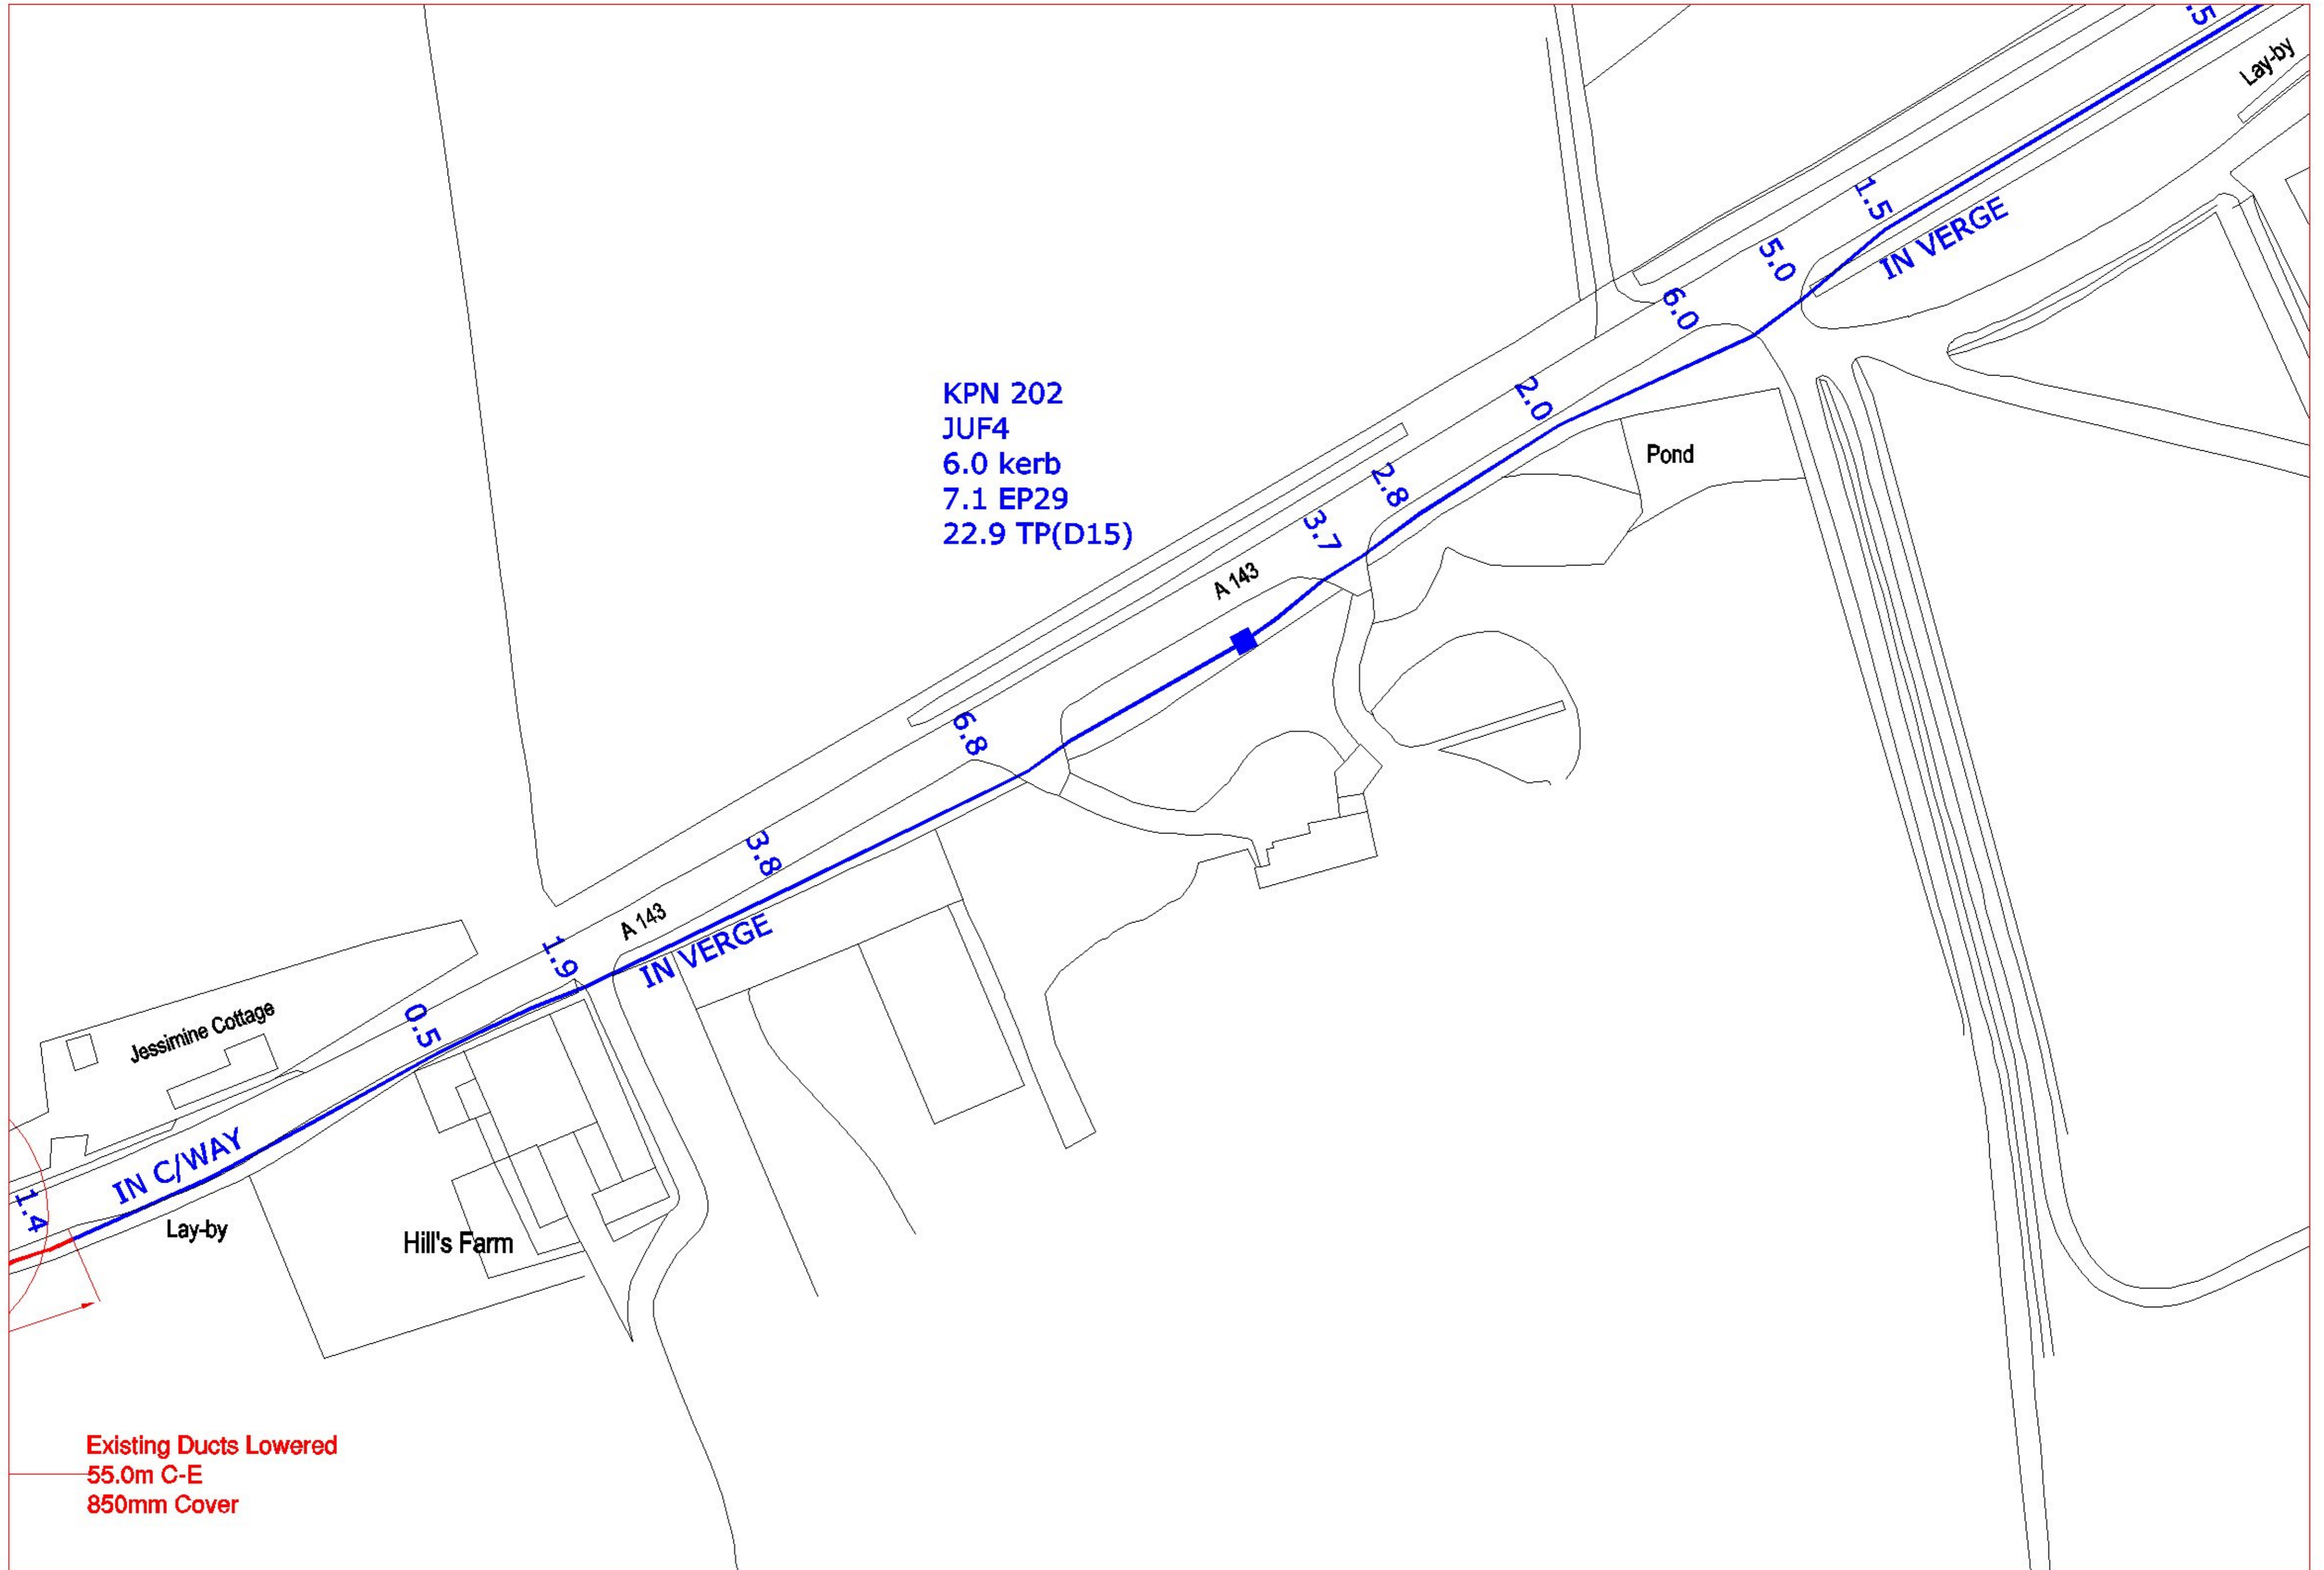 .5
Lay-by
1.5
IN VERGE
5.0
6.0
KPN 202
JUF4
6.0 kerb
7.1 EP29
22.9 TP(D15)
2.0
Pond
2.8
3.7
A 143
6.8
3.8
A 143
IN VERGE
1.9
0.5
Jessimine Cottage
IN C/WAY
1.4
Lay-by
Hill's Farm
Existing Ducts Lowered
55.0m C-E
850mm Cover